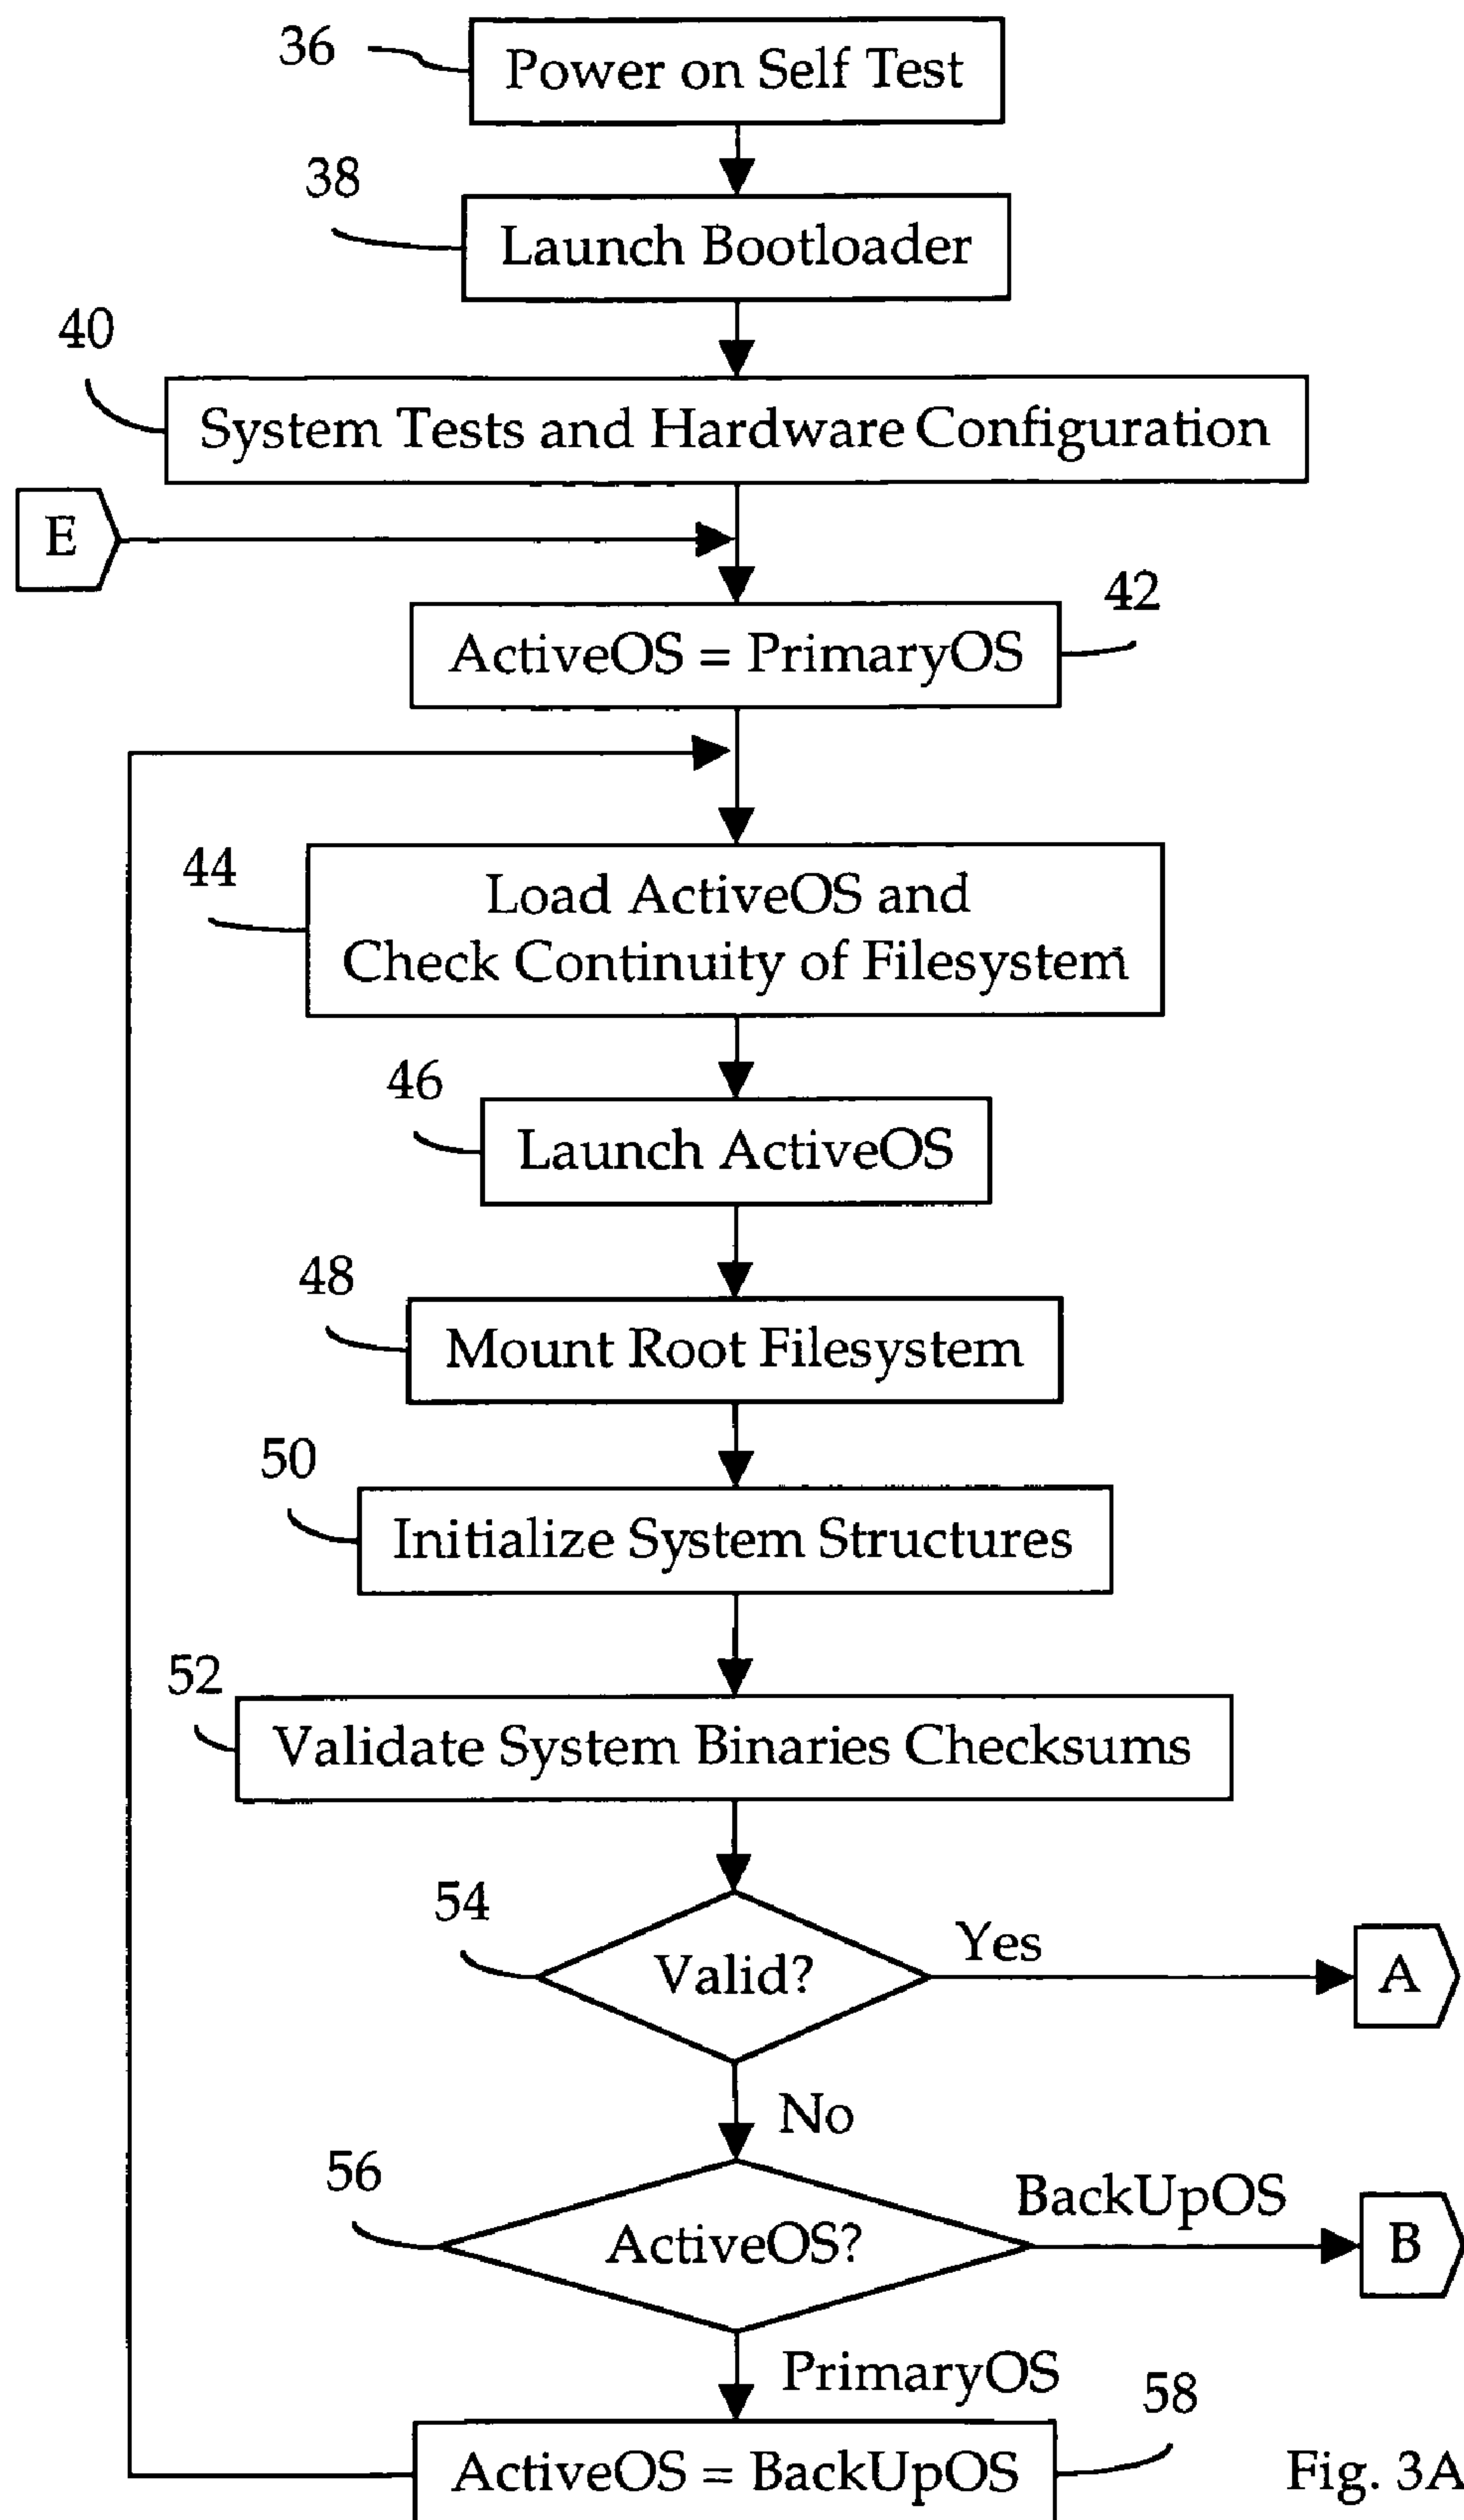 36
Power on Self Test
38
Launch Bootloader
40
System Tests and Hardware Configuration
E
42
ActiveOS = PrimaryOS
44
Load ActiveOS and
Check Continuity of Filesystem
46
Launch ActiveOS
48
Mount Root Filesystem
50
Initialize System Structures
52
Validate System Binaries Checksums
54
Valid?
Yes
A
No
56
ActiveOS?
BackUpOS
B
PrimaryOS
58
ActiveOS = BackUpOS
Fig. 3A